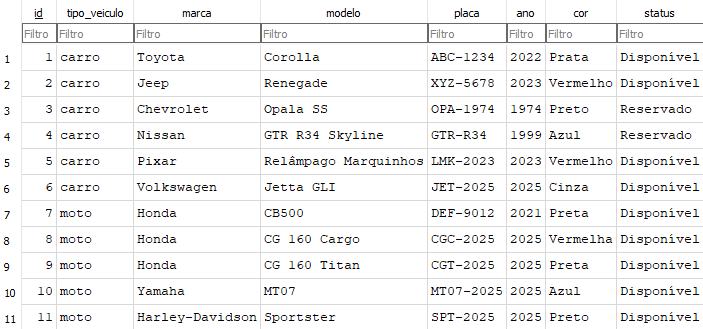 id tipo_veiculo marca modelo placa ano cor status
Filtro Filtro Filtro Filtro Filtro Filtro Filtro Filtro
1 1 carro Toyota Corolla ABC-1234 2022 Prata Disponível
2 2 carro Jeep Renegade XYZ-5678 2023 Vermelho Disponível
3 3 carro Chevrolet Opala SS OPA-1974 1974 Preto Reservado
4 4 carro Nissan GTR R34 Skyline GTR-R34 1999 Azul Reservado
5 5 carro Pixar Relâmpago Marquinhos LMK-2023 2023 Vermelho Disponível
6 6 carro Volkswagen Jetta GLI JET-2025 2025 Cinza Disponível
7 7 moto Honda CB500 DEF-9012 2021 Preta Disponível
8 8 moto Honda CG 160 Cargo CGC-2025 2025 Vermelha Disponível
9 9 moto Honda CG 160 Titan CGT-2025 2025 Preta Disponível
10 10 moto Yamaha MT07 MT07-2025 2025 Azul Disponível
11 11 moto Harley-Davidson Sportster SPT-2025 2025 Preto Disponível